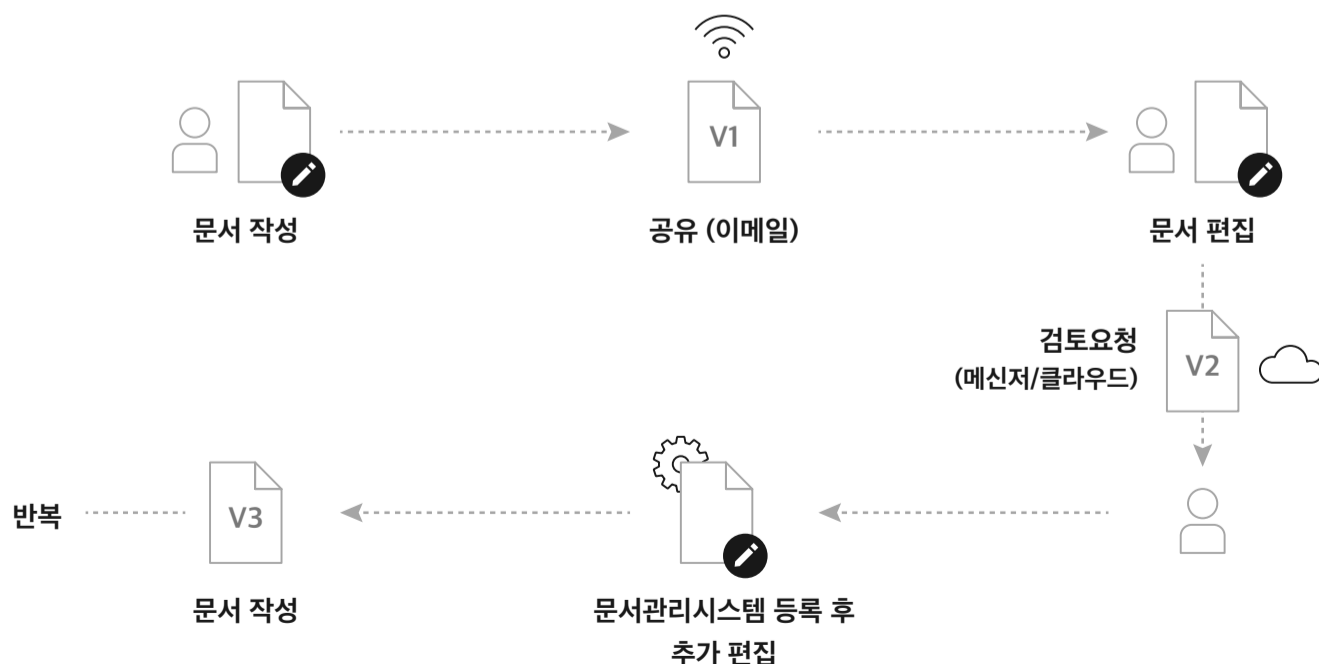 V1
문서 작성
공유 (이메일)
문서 편집
검토요청
(메신저/클라우드)
V2
반복
V3
문서 작성
문서관리시스템 등록 후
추가 편집